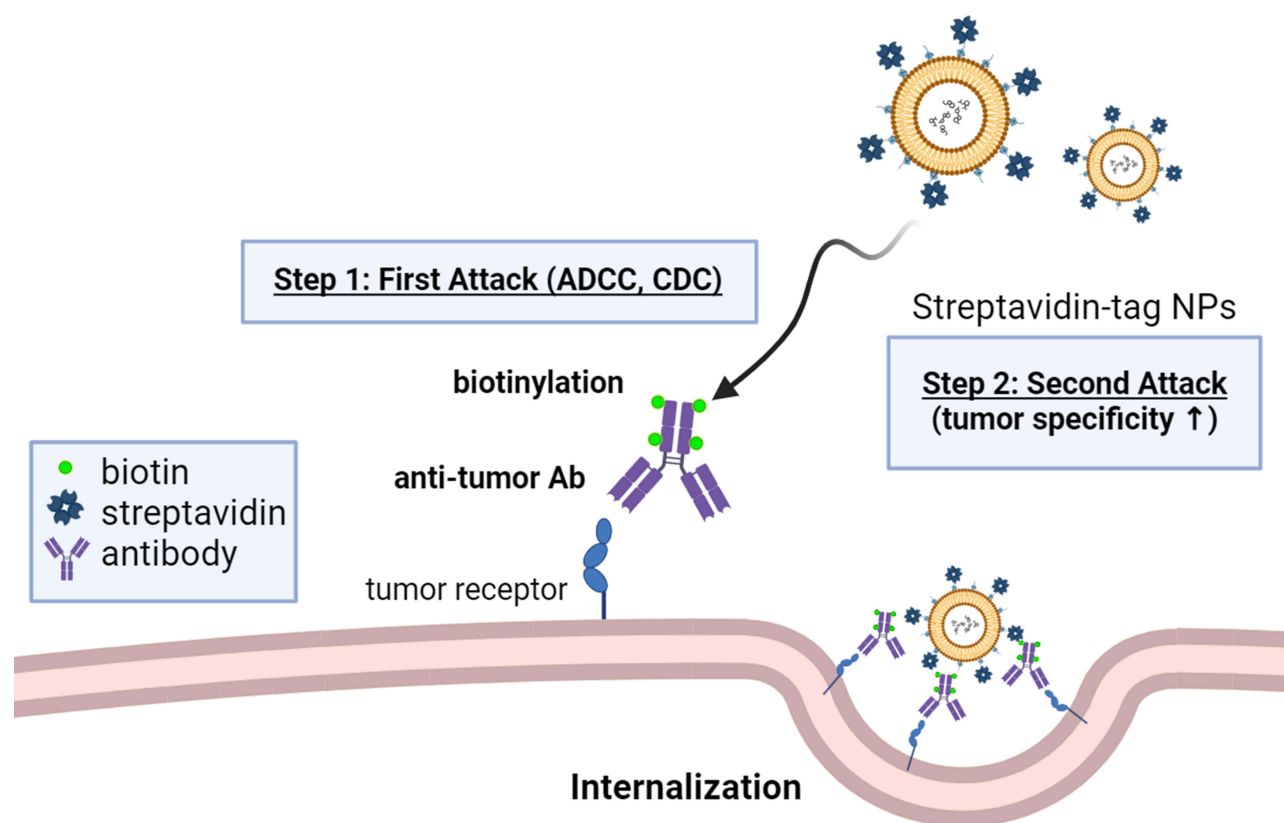 Step 1: First Attack (ADCC, CDC)
Streptavidin-tag NPs
Step 2: Second Attack
(tumor specificity ↑)
biotinylation
anti-tumor Ab
biotin
streptavidin
antibody
tumor receptor
Internalization